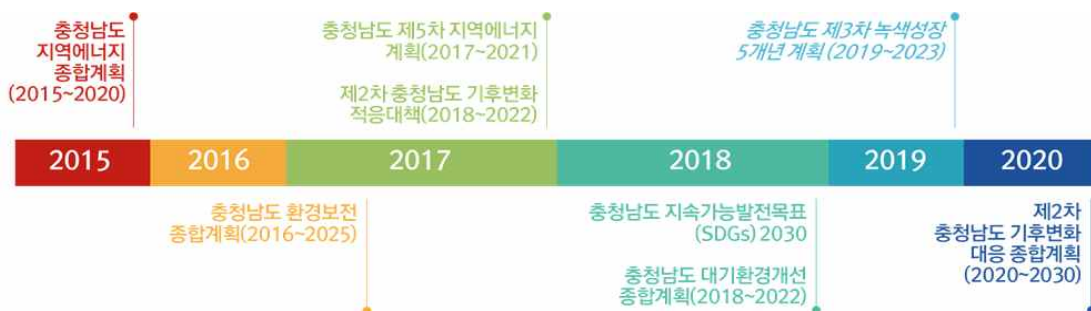 충청남도
지역에너지
종합계획
(2015~2020)
충청남도 제5차 지역에너지
계획(2017~2021)
제2차 충청남도 기후변화
적응대책(2018~2022)
충청남도 제3차 녹색성장
5개년 계획 (2019~2023)
2015
2016
2017
2018
2019
2020
충청남도 환경보전
종합계획(2016~2025)
충청남도 지속가능발전목표
(SDGs) 2030
충청남도 대기환경개선
종합계획(2018~2022)
제2차
충청남도 기후변화
대응 종합계획
(2020~2030)